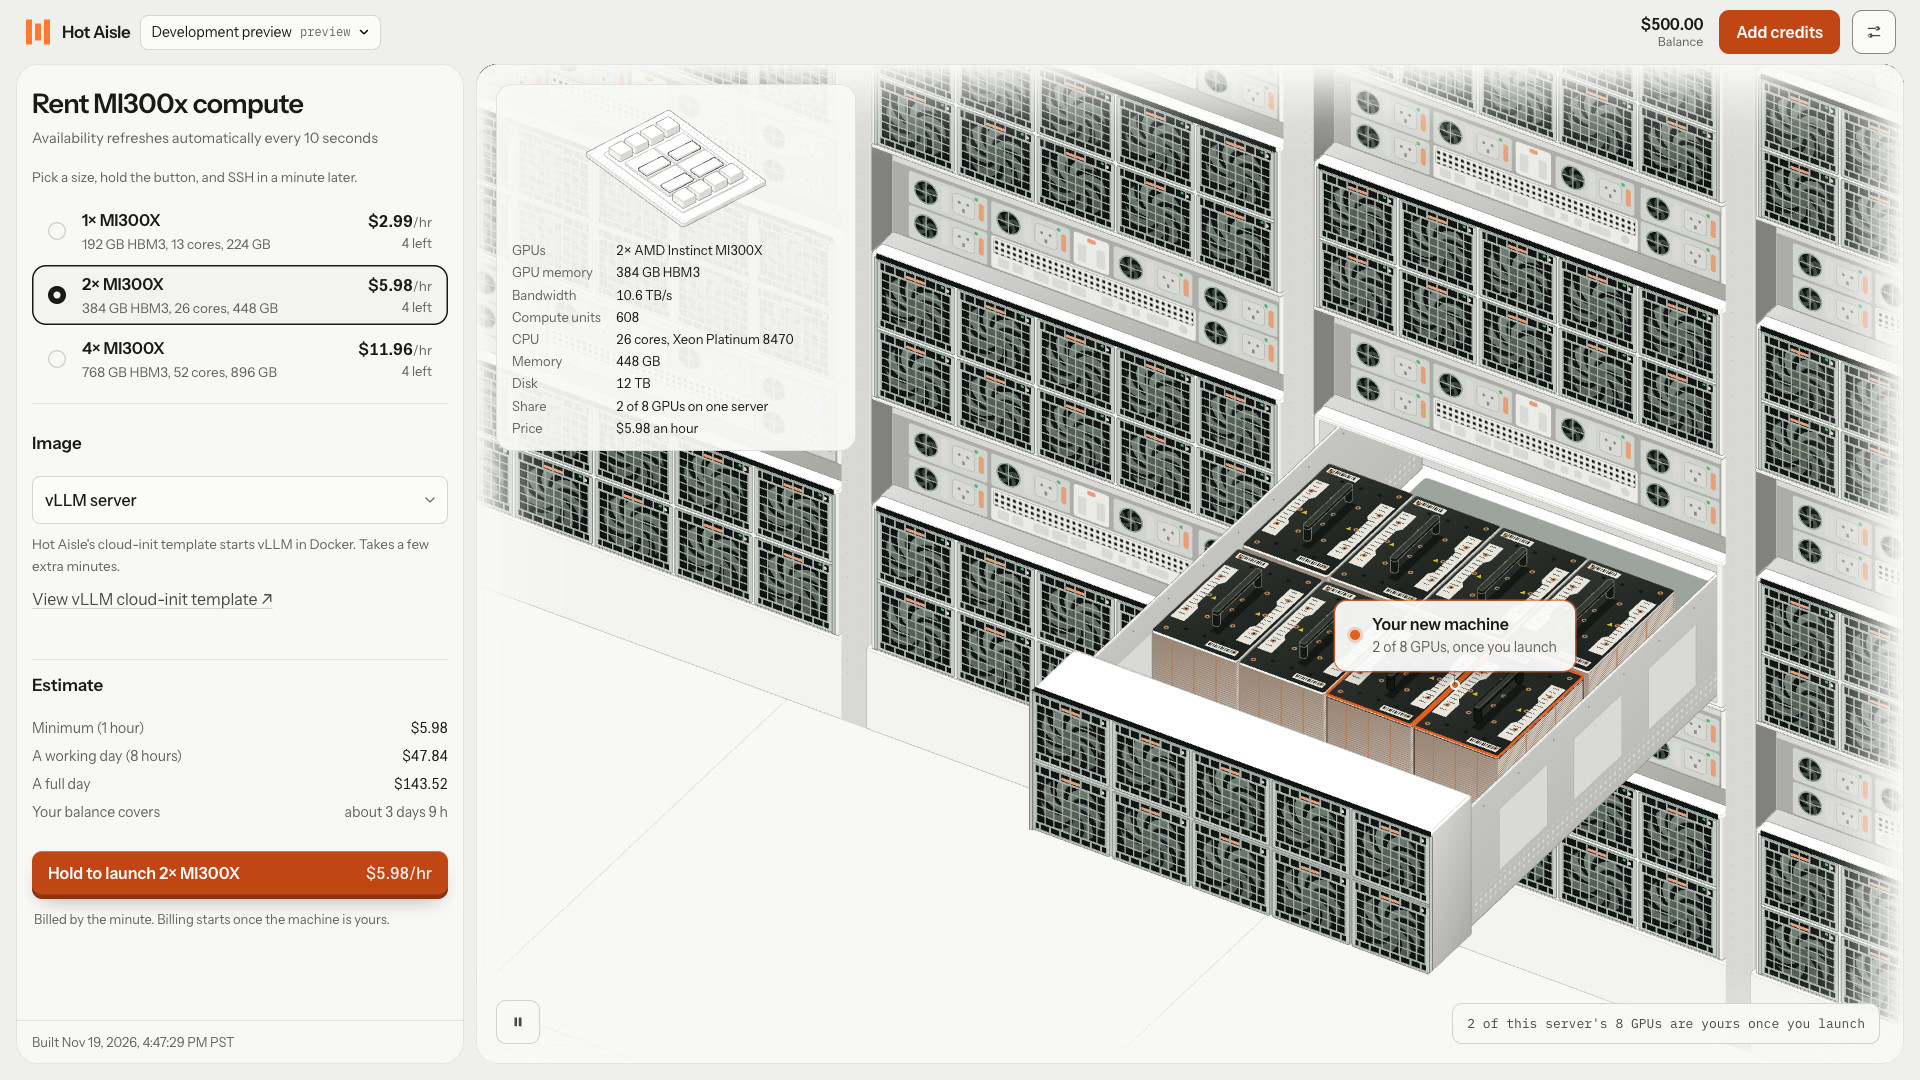 Hot Aisle
Development preview preview
$500.00
Balance
Add credits
Rent MI300x compute
Availability refreshes automatically every 10 seconds
Pick a size, hold the button, and SSH in a minute later.
1× MI300X $2.99/hr
192 GB HBM3, 13 cores, 224 GB 4 left
2× MI300X $5.98/hr
384 GB HBM3, 26 cores, 448 GB 4 left
4× MI300X $11.96/hr
768 GB HBM3, 52 cores, 896 GB 4 left
Image
vLLM server
Hot Aisle's cloud-init template starts vLLM in Docker. Takes a few
extra minutes.
View vLLM cloud-init template ↗
Estimate
Minimum (1 hour) $5.98
A working day (8 hours) $47.84
A full day $143.52
Your balance covers about 3 days 9 h
Hold to launch 2× MI300X $5.98/hr
Billed by the minute. Billing starts once the machine is yours.
Built Nov 19, 2026, 4:47:29 PM PST
GPUs 2× AMD Instinct MI300X
GPU memory 384 GB HBM3
Bandwidth 10.6 TB/s
Compute units 608
CPU 26 cores, Xeon Platinum 8470
Memory 448 GB
Disk 12 TB
Share 2 of 8 GPUs on one server
Price $5.98 an hour
Your new machine
2 of 8 GPUs, once you launch
2 of this server's 8 GPUs are yours once you launch